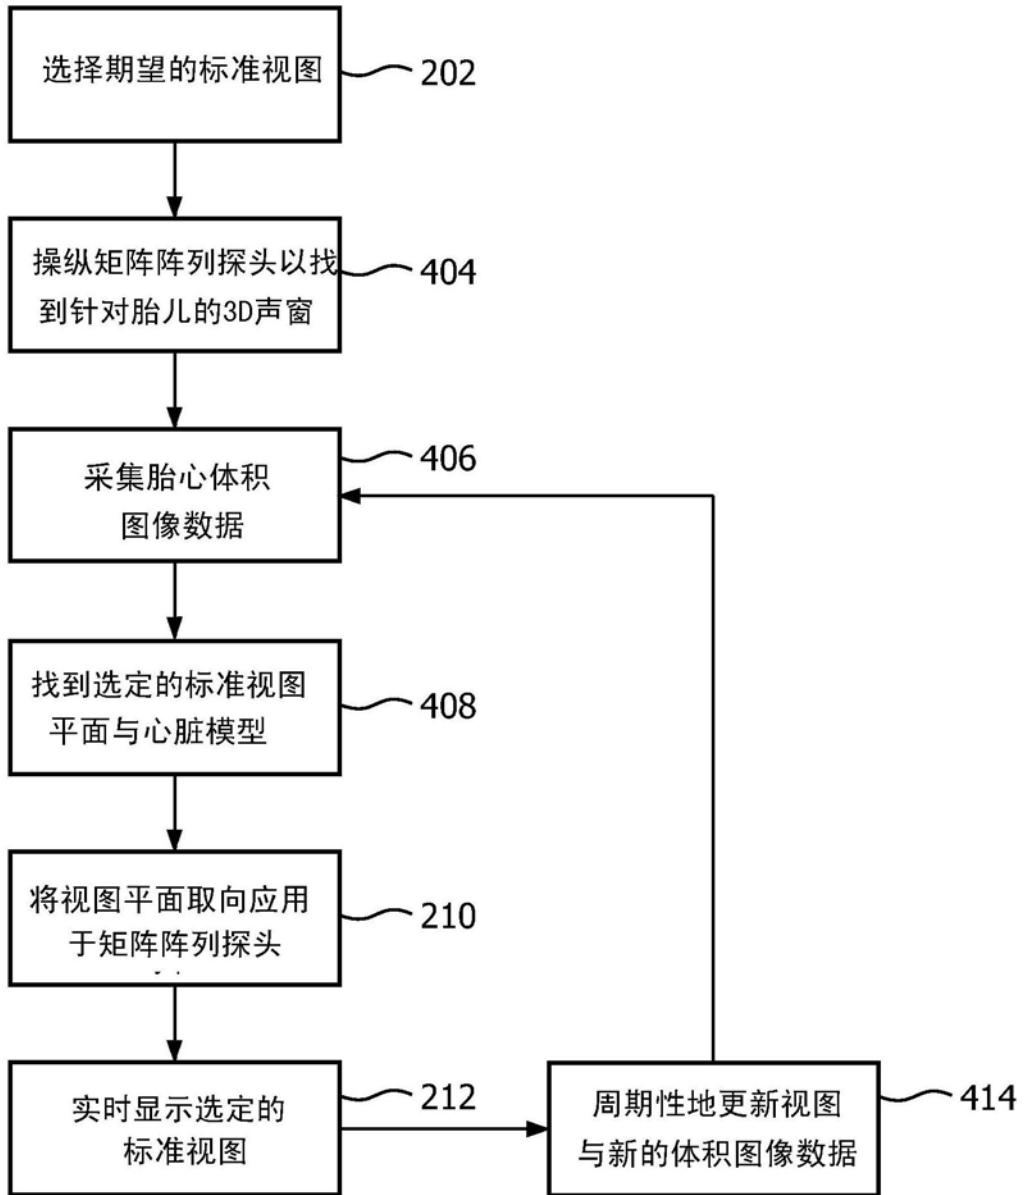 选择期望的标准视图
202
操纵矩阵阵列探头以找
到针对胎儿的3D声窗
404
采集胎心体积
图像数据
406
找到选定的标准视图
平面与心脏模型
408
将视图平面取向应用
于矩阵阵列探头
210
实时显示选定的
标准视图
212
周期性地更新视图
与新的体积图像数据
414